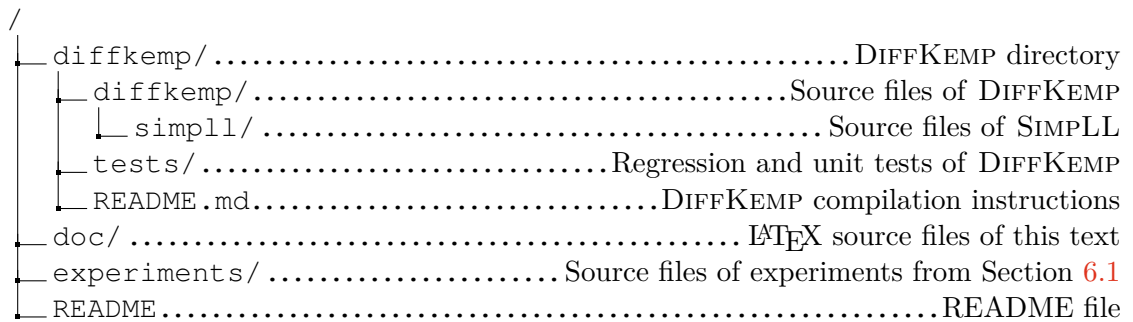 /
diffkemp/ DIFFKEMP directory
diffkemp/ Source files of DIFFKEMP
simpll/ Source files of SIMPLL
tests/ Regression and unit tests of DIFFKEMP
README.md DIFFKEMP compilation instructions
doc/ LATEX source files of this text
experiments/ Source files of experiments from Section 6.1
README README file